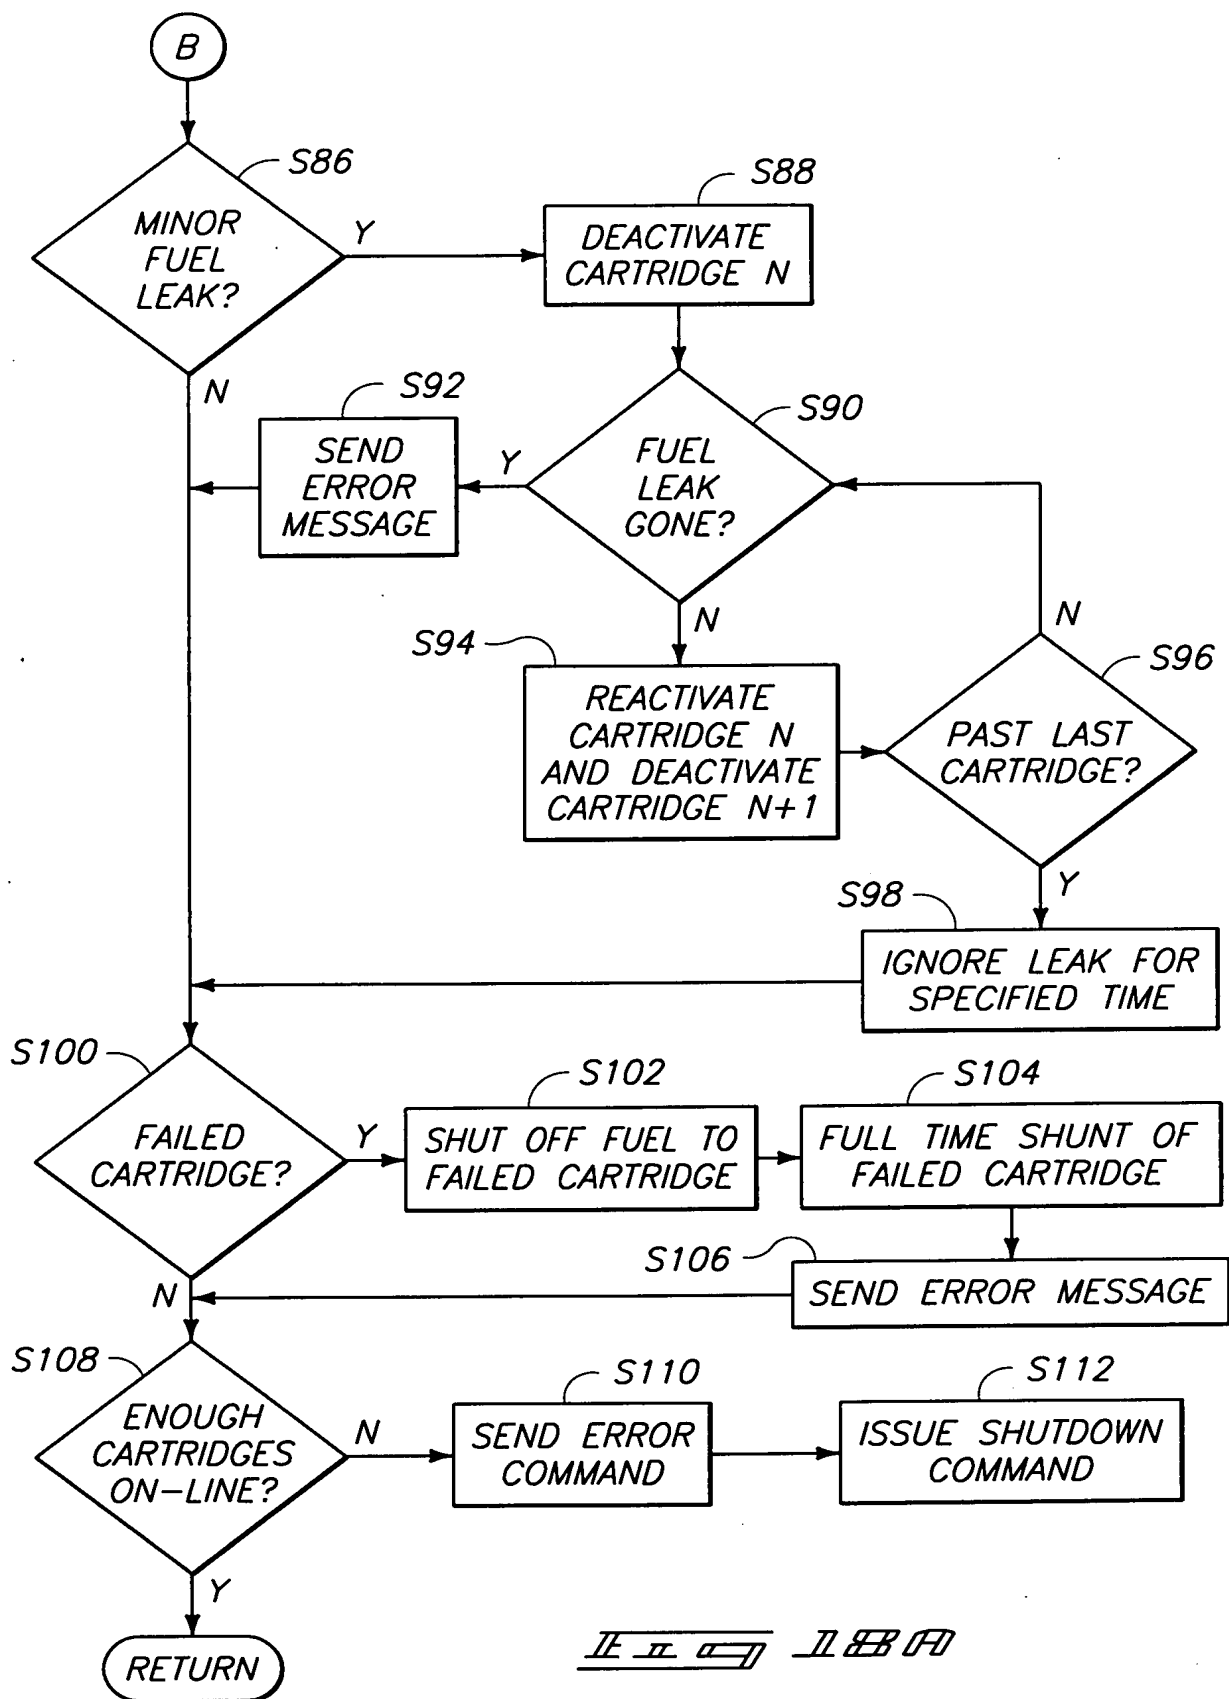 B
S86
MINOR
FUEL
LEAK?
Y
N
S88
DEACTIVATE
CARTRIDGE N
S92
SEND
ERROR
MESSAGE
Y
S90
FUEL
LEAK
GONE?
N
S94
REACTIVATE
CARTRIDGE N
AND DEACTIVATE
CARTRIDGE N+1
N
S96
PAST LAST
CARTRIDGE?
Y
S98
IGNORE LEAK FOR
SPECIFIED TIME
S100
FAILED
CARTRIDGE?
Y
N
S102
SHUT OFF FUEL TO
FAILED CARTRIDGE
S104
FULL TIME SHUNT OF
FAILED CARTRIDGE
S106
SEND ERROR MESSAGE
S108
ENOUGH
CARTRIDGES
ON-LINE?
N
Y
S110
SEND ERROR
COMMAND
S112
ISSUE SHUTDOWN
COMMAND
RETURN
FIG 18A